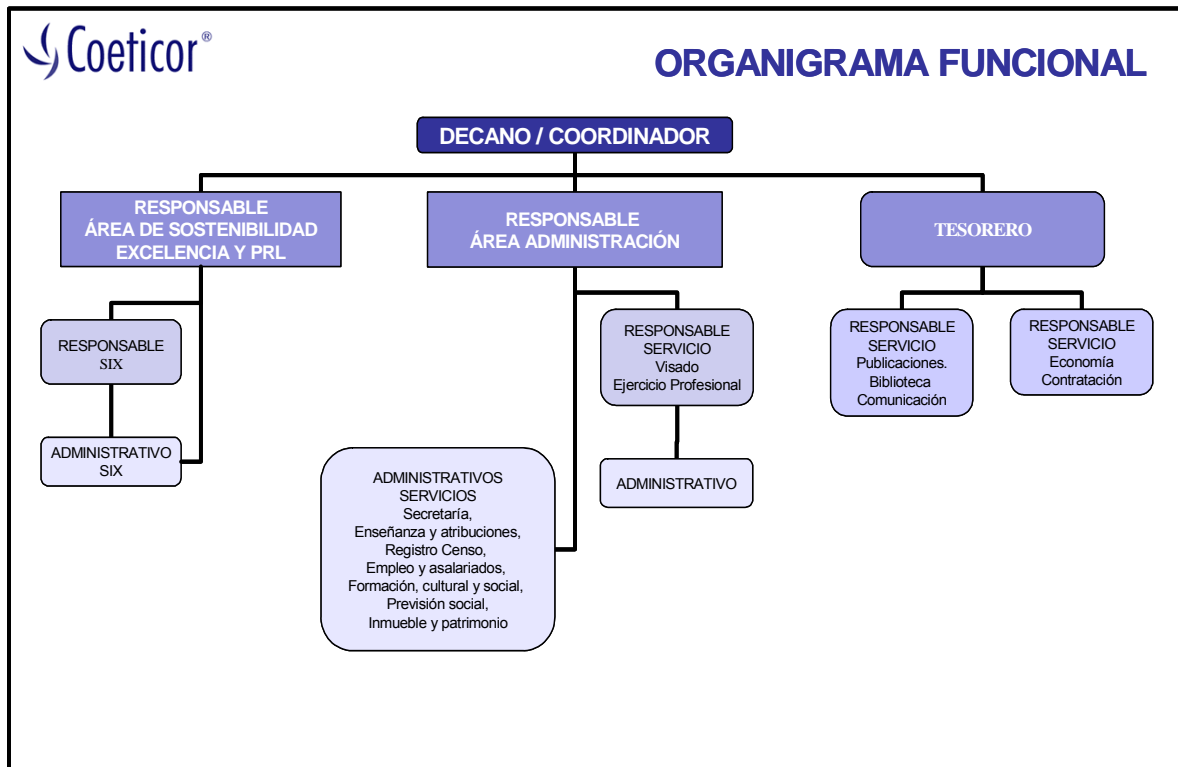 Coeticor®
ORGANIGRAMA FUNCIONAL
DECANO / COORDINADOR
RESPONSABLE
ÁREA DE SOSTENIBILIDAD
EXCELENCIA Y PRL
RESPONSABLE
ÁREA ADMINISTRACIÓN
TESORERO
RESPONSABLE
SIX
ADMINISTRATIVO
SIX
RESPONSABLE
SERVICIO
Visado
Ejercicio Profesional
ADMINISTRATIVO
ADMINISTRATIVOS
SERVICIOS
Secretaría,
Enseñanza y atribuciones,
Registro Censo,
Empleo y asalariados,
Formación, cultural y social,
Previsión social,
Inmueble y patrimonio
RESPONSABLE
SERVICIO
Publicaciones.
Biblioteca
Comunicación
RESPONSABLE
SERVICIO
Economía
Contratación